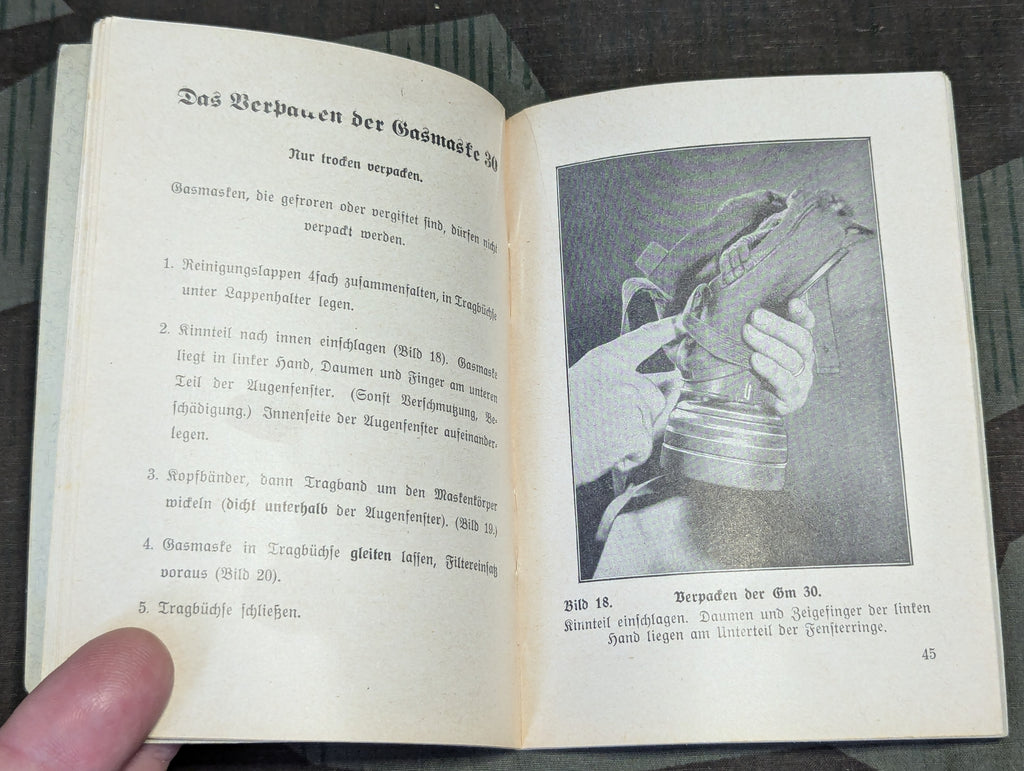 Das Verpacken der Gasmaske 30
Nur trocken verpacken.
Gasmasken, die gefroren oder vergiftet sind, dürfen nicht
verpackt werden.
1. Reinigungslappen 4fach zusammenfalten, in Tragbüchse
unter Lappenhalter legen.
2. Kinnteil nach innen einschlagen (Bild 18). Gasmaske
liegt in linker Hand, Daumen und Finger am unteren
Teil der Augenfenster. (Sonst Verschmutzung, Be-
schädigung.) Innenseite der Augenfenster aufeinander-
legen.
3. Kopfbänder, dann Tragband um den Maskenkörper
wickeln (dicht unterhalb der Augenfenster). (Bild 19.)
4. Gasmaske in Tragbüchse gleiten lassen, Filtereinsatz
voraus (Bild 20).
5. Tragbüchse schließen.
Bild 18. Verpacken der Gm 30.
Kinnteil einschlagen. Daumen und Zeigefinger der linken
Hand liegen am Unterteil der Fensterringe.
45